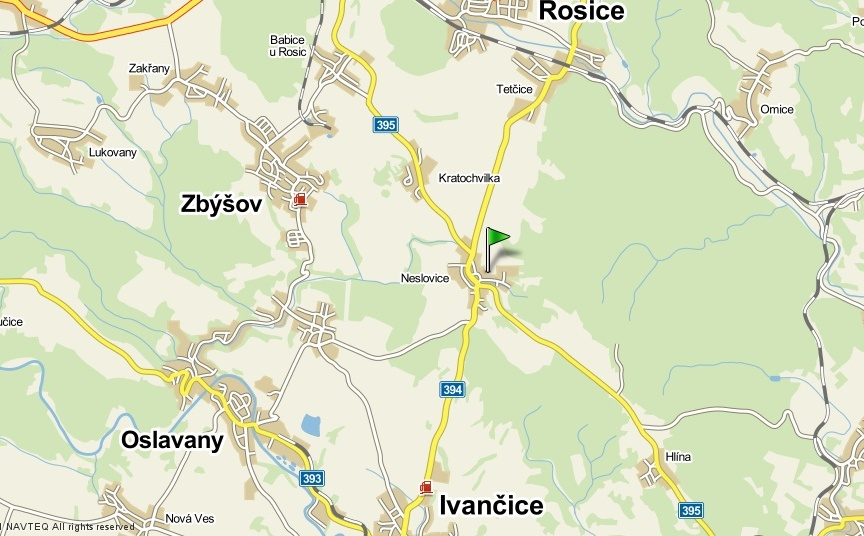 Rosice
Babice
u Rosic
Zakřany
Tetčice
Omice
395
Lukovany
Kratochvilka
Zbýšov
Neslovice
učice
394
Oslavany
Hlína
393
Ivančice
395
Nová Ves
NAVTEQ All rights reserved